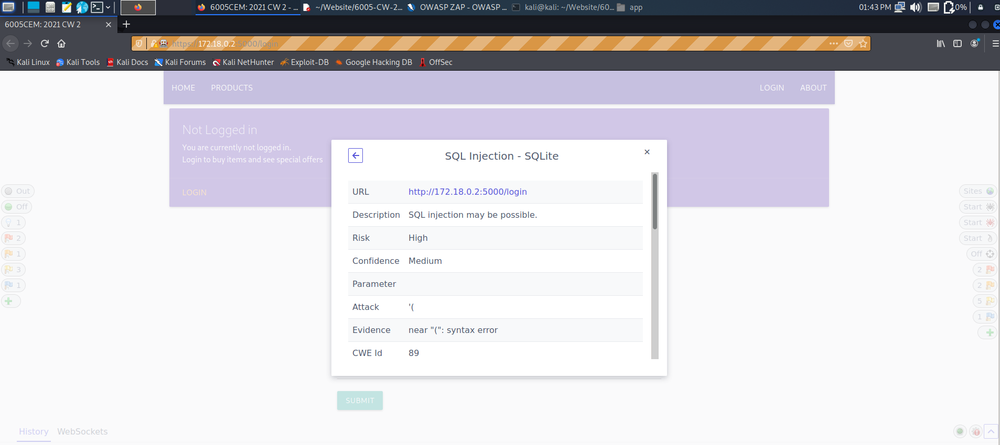 6005CEM: 2021 CW 2 - ...
~/Website/6005-CW-2...
OWASP ZAP - OWASP ...
kali@kali: ~/Website/60...
app
01:43 PM
0%
6005CEM: 2021 CW 2
https://172.18.0.2:5000/login
Kali Linux
Kali Tools
Kali Docs
Kali Forums
Kali NetHunter
Exploit-DB
Google Hacking DB
OffSec
HOME
PRODUCTS
LOGIN
ABOUT
Not Logged in
You are currently not logged in.
Login to buy items and see special offers
LOGIN
SQL Injection - SQLite
URL http://172.18.0.2:5000/login
Description SQL injection may be possible.
Risk High
Confidence Medium
Parameter
Attack '(
Evidence near "(": syntax error
CWE Id 89
Out
Off
1
2
1
3
1
Sites
Start
Start
Start
Off
2
2
5
1
SUBMIT
History
WebSockets